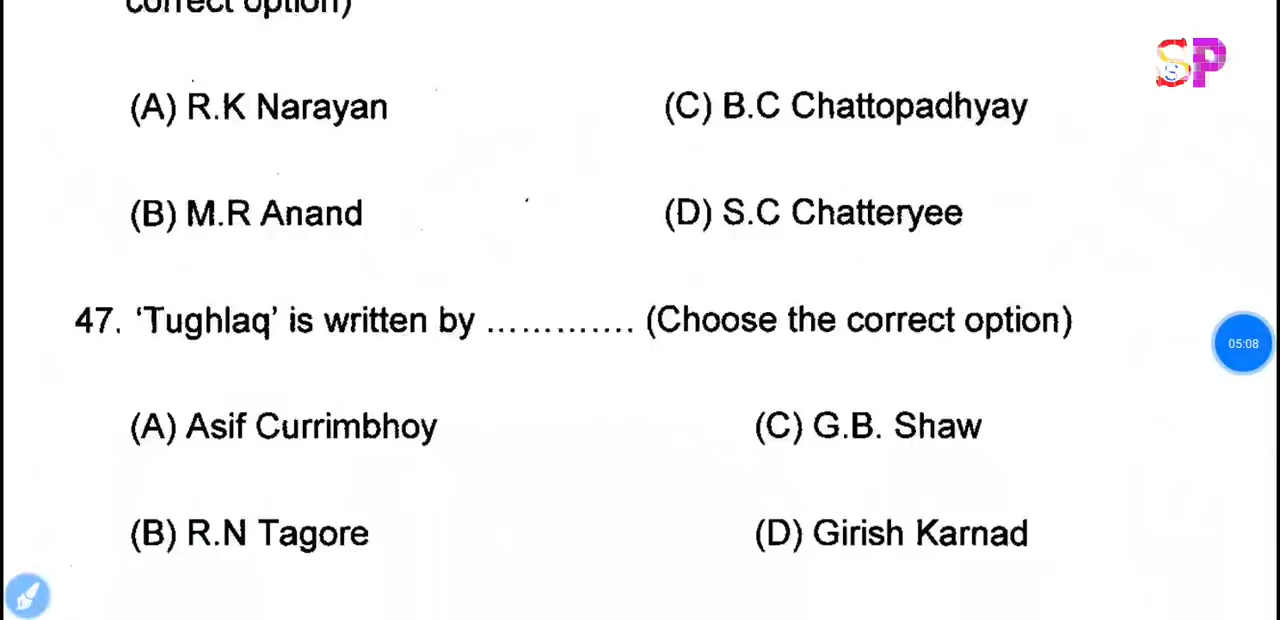 correct option)
(A) R.K Narayan (C) B.C Chattopadhyay
(B) M.R Anand (D) S.C Chatteryee
47. ‘Tughlaq’ is written by ............. (Choose the correct option)
(A) Asif Currimbhoy (C) G.B. Shaw
(B) R.N Tagore (D) Girish Karnad
SP
S
05:08